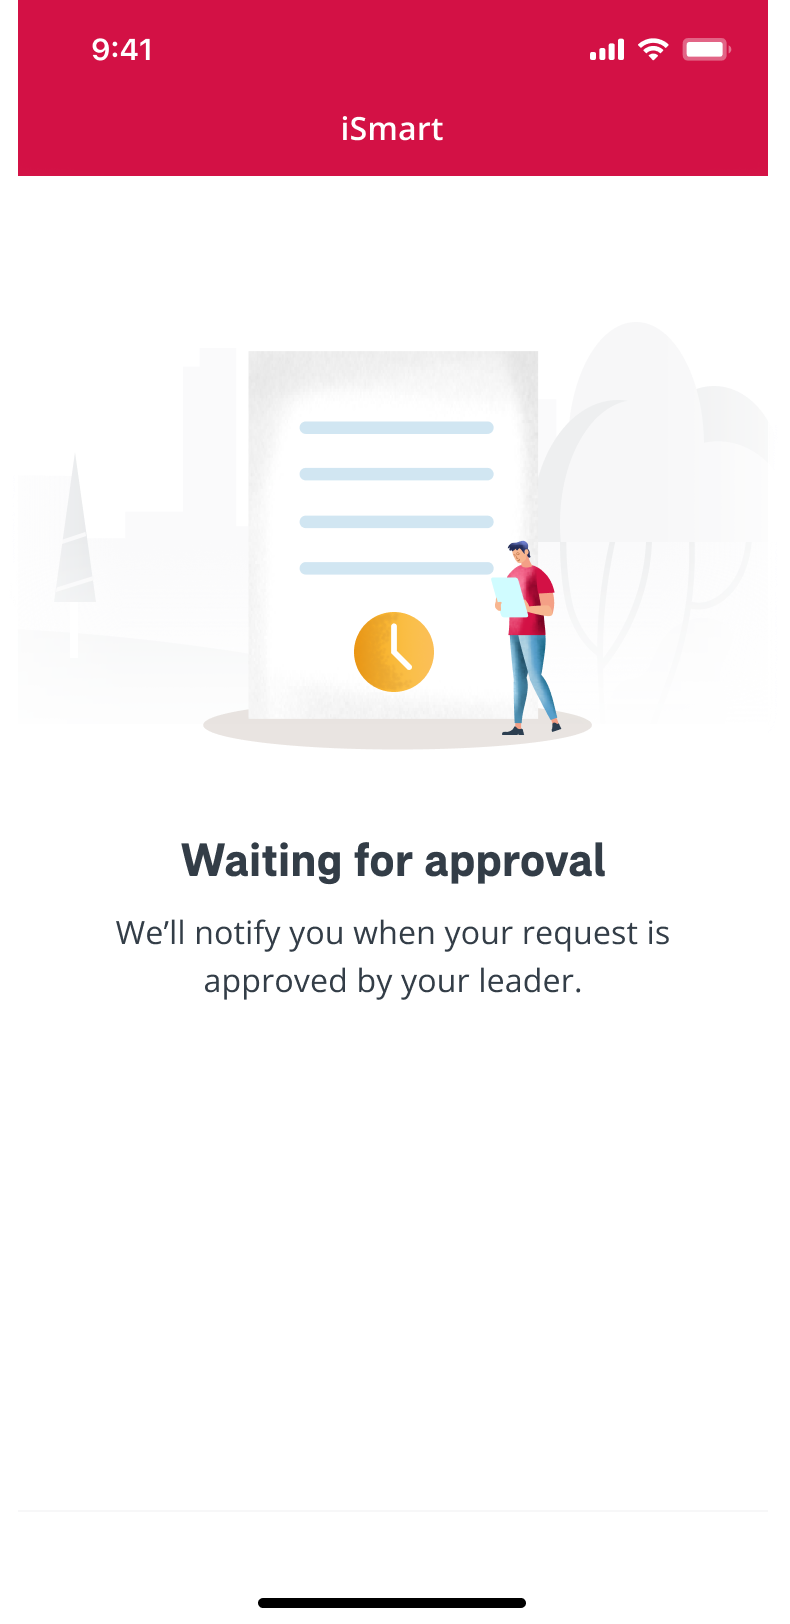 9:41
iSmart
Waiting for approval
We’ll notify you when your request is
approved by your leader.